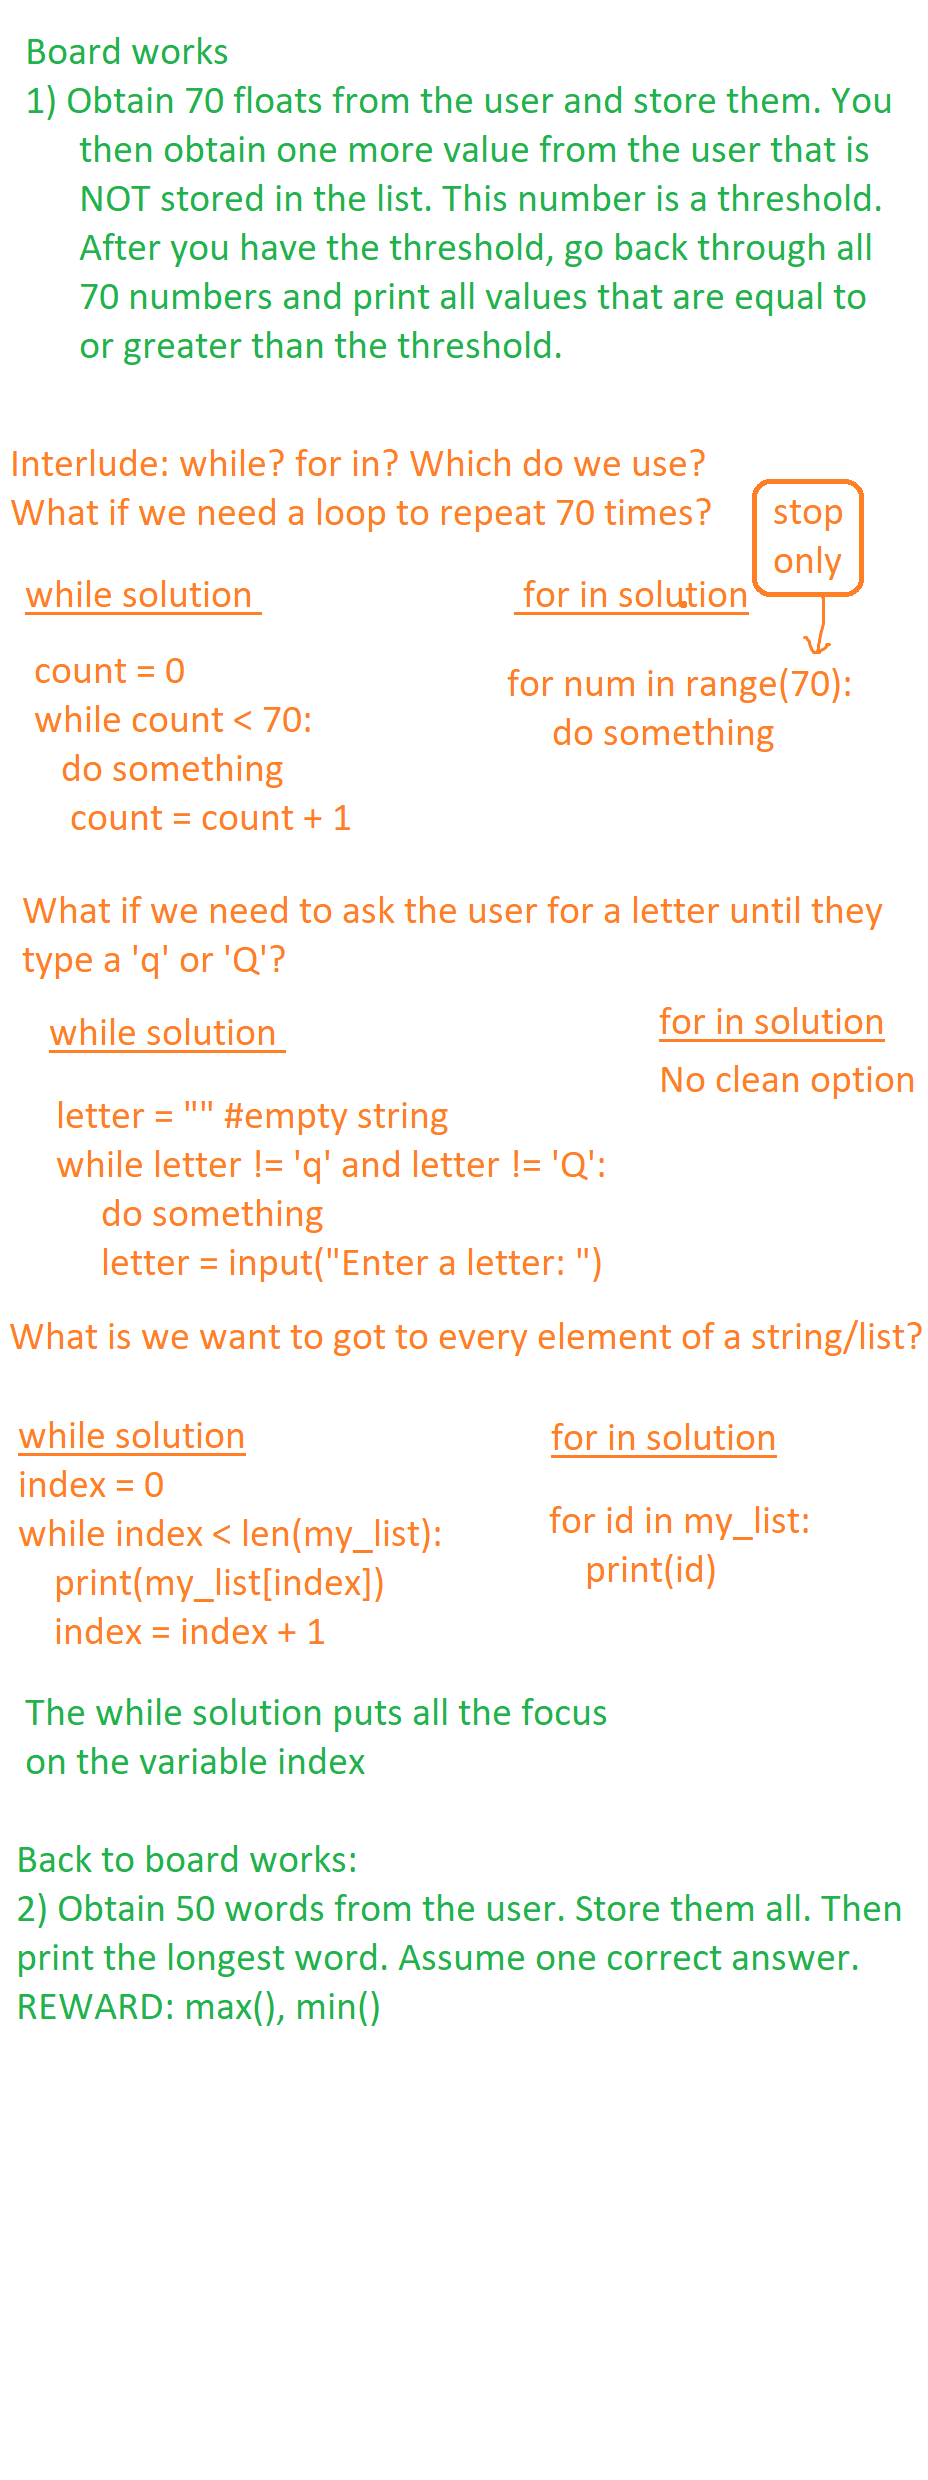 Board works
1) Obtain 70 floats from the user and store them. You
then obtain one more value from the user that is
NOT stored in the list. This number is a threshold.
After you have the threshold, go back through all
70 numbers and print all values that are equal to
or greater than the threshold.
Interlude: while? for in? Which do we use?
What if we need a loop to repeat 70 times?
stop
only
while solution
count = 0
while count < 70:
do something
count = count + 1
for in solution
for num in range(70):
do something
What if we need to ask the user for a letter until they
type a 'q' or 'Q'?
while solution
letter = "" #empty string
while letter != 'q' and letter != 'Q':
do something
letter = input("Enter a letter: ")
for in solution
No clean option
What is we want to got to every element of a string/list?
while solution
index = 0
while index < len(my_list):
print(my_list[index])
index = index + 1
for in solution
for id in my_list:
print(id)
The while solution puts all the focus
on the variable index
Back to board works:
2) Obtain 50 words from the user. Store them all. Then
print the longest word. Assume one correct answer.
REWARD: max(), min()